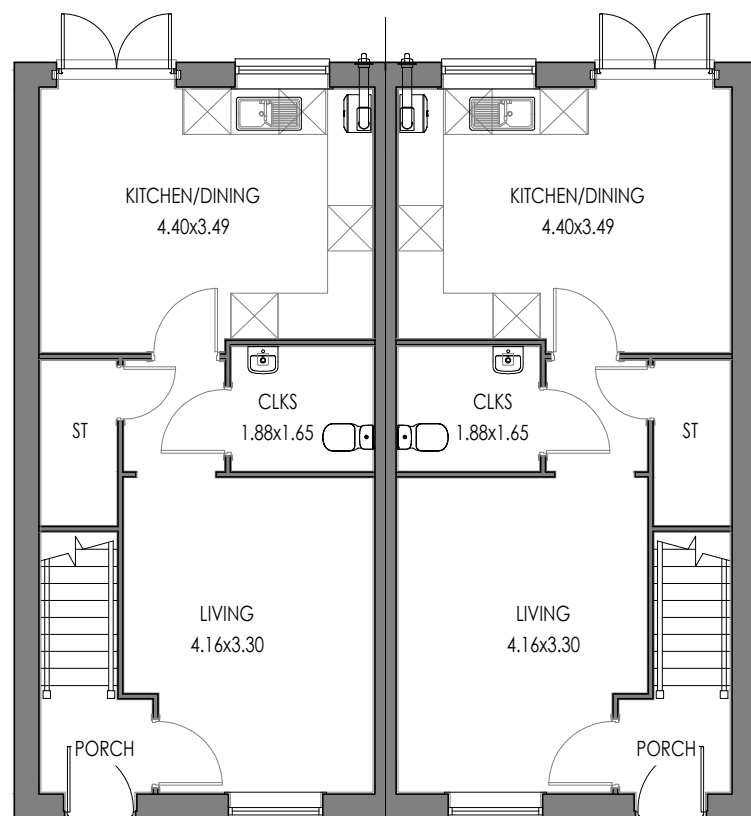 KITCHEN/DINING
4.40x3.49
KITCHEN/DINING
4.40x3.49
CLKS
1.88x1.65
CLKS
1.88x1.65
ST
ST
LIVING
4.16x3.30
LIVING
4.16x3.30
PORCH
PORCH